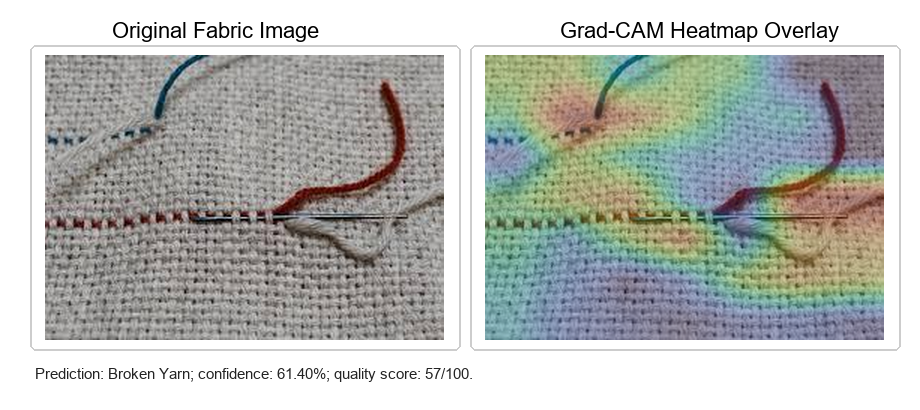 Original Fabric Image
Grad-CAM Heatmap Overlay
Prediction: Broken Yarn; confidence: 61.40%; quality score: 57/100.